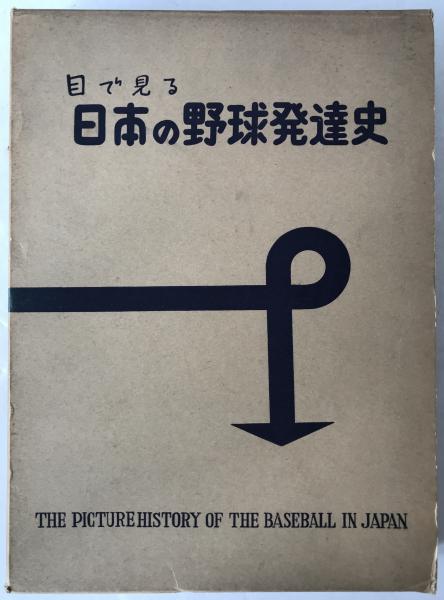 目で見る
日本の野球発達史
THE PICTURE HISTORY OF THE BASEBALL IN JAPAN